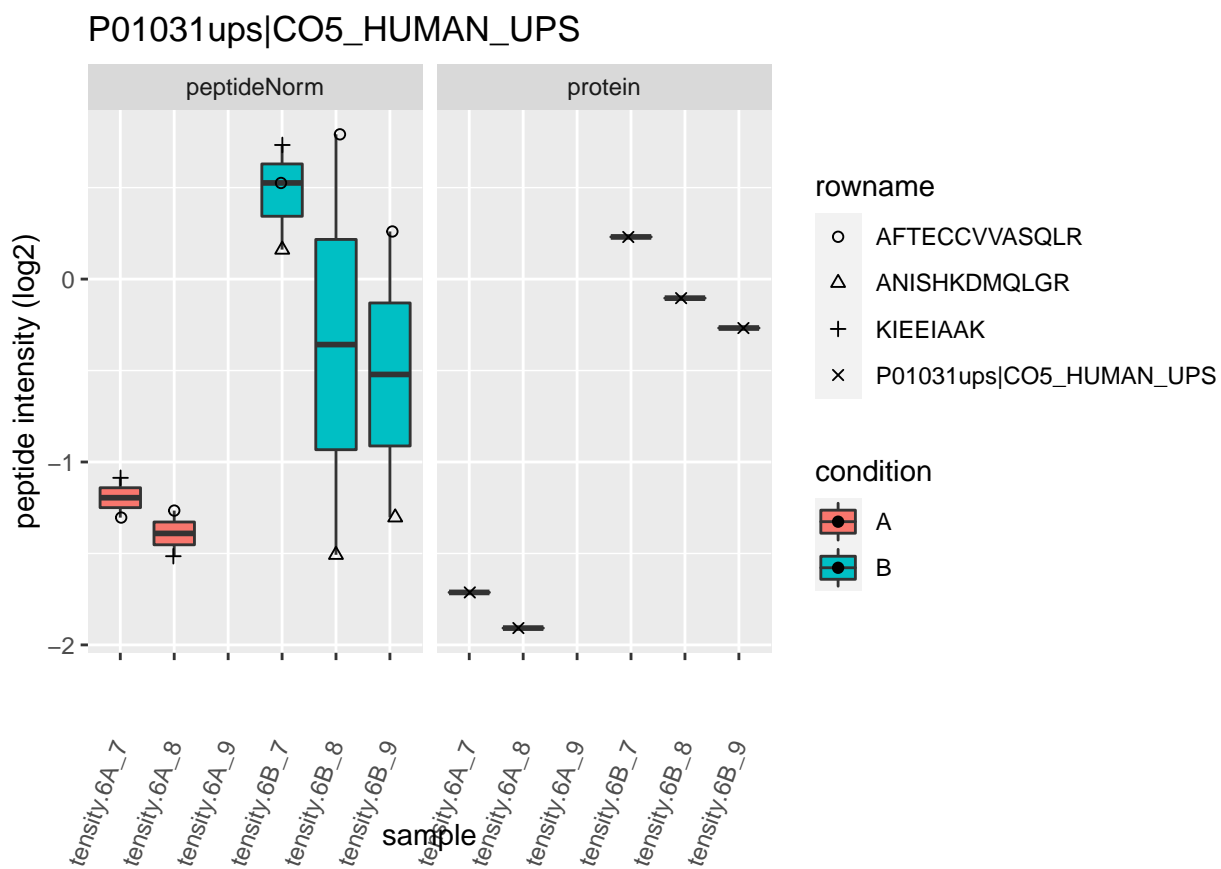 P01031ups|CO5_HUMAN_UPS
peptideNorm
protein
peptide intensity (log2)
0
−1
−2
tensity.6A_7
tensity.6A_8
tensity.6A_9
tensity.6B_7
tensity.6B_8
tensity.6B_9
tensity.6A_7
tensity.6A_8
tensity.6A_9
tensity.6B_7
tensity.6B_8
tensity.6B_9
sample
rowname
AFTECCVVASQLR
ANISHKDMQLGR
KIEEIAAK
P01031ups|CO5_HUMAN_UPS
condition
A
B